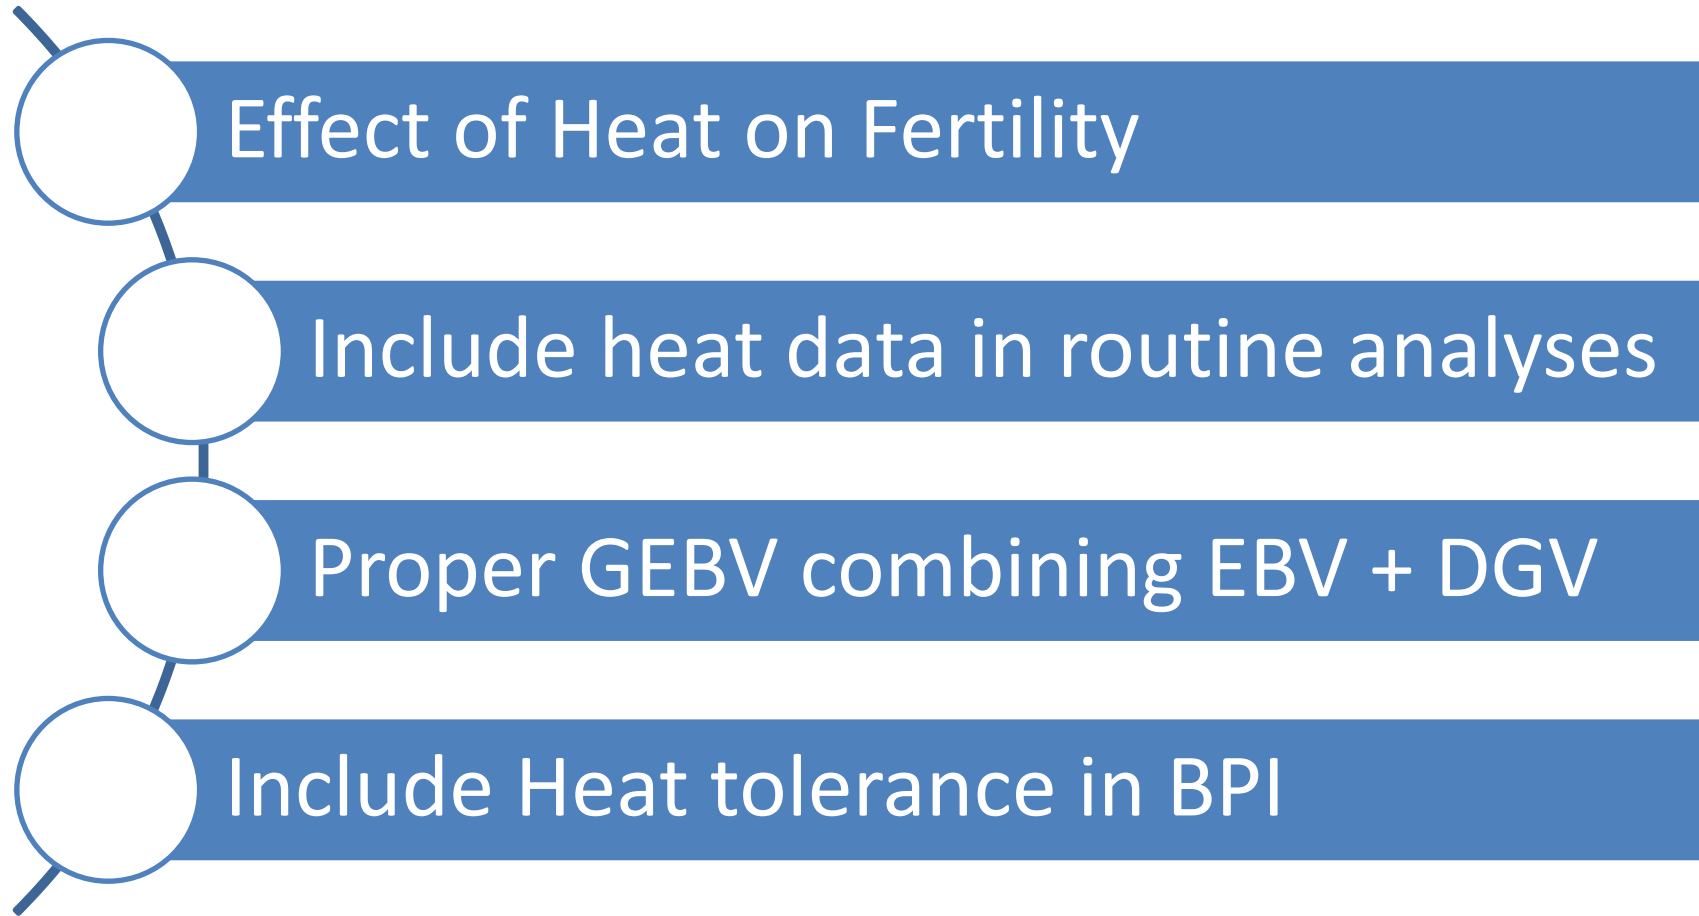 Effect of Heat on Fertility
Include heat data in routine analyses
Proper GEBV combining EBV + DGV
Include Heat tolerance in BPI